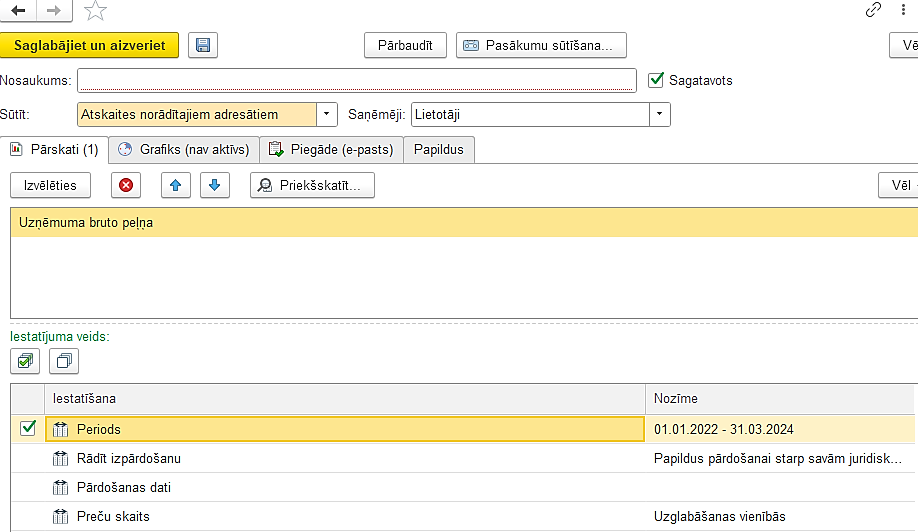 Saglabājiet un aizveriet Pārbaudīt Pasākumu sūtīšana... Vē
Nosaukums: Sagatavots
Sūtīt: Atskaites norādītajiem adresātiem Saņēmēji: Lietotāji
Pārskati (1) Grafiks (nav aktīvs) Piegāde (e-pasts) Papildus
Izvēlēties Priekšskatīt... Vēl
Uzņēmuma bruto peļņa
Iestatījuma veids:
Iestatīšana Nozīme
Periods 01.01.2022 - 31.03.2024
Rādīt izpārdošanu Papildus pārdošanai starp savām juridisk...
Pārdošanas dati
Preču skaits Uzglabāšanas vienībās